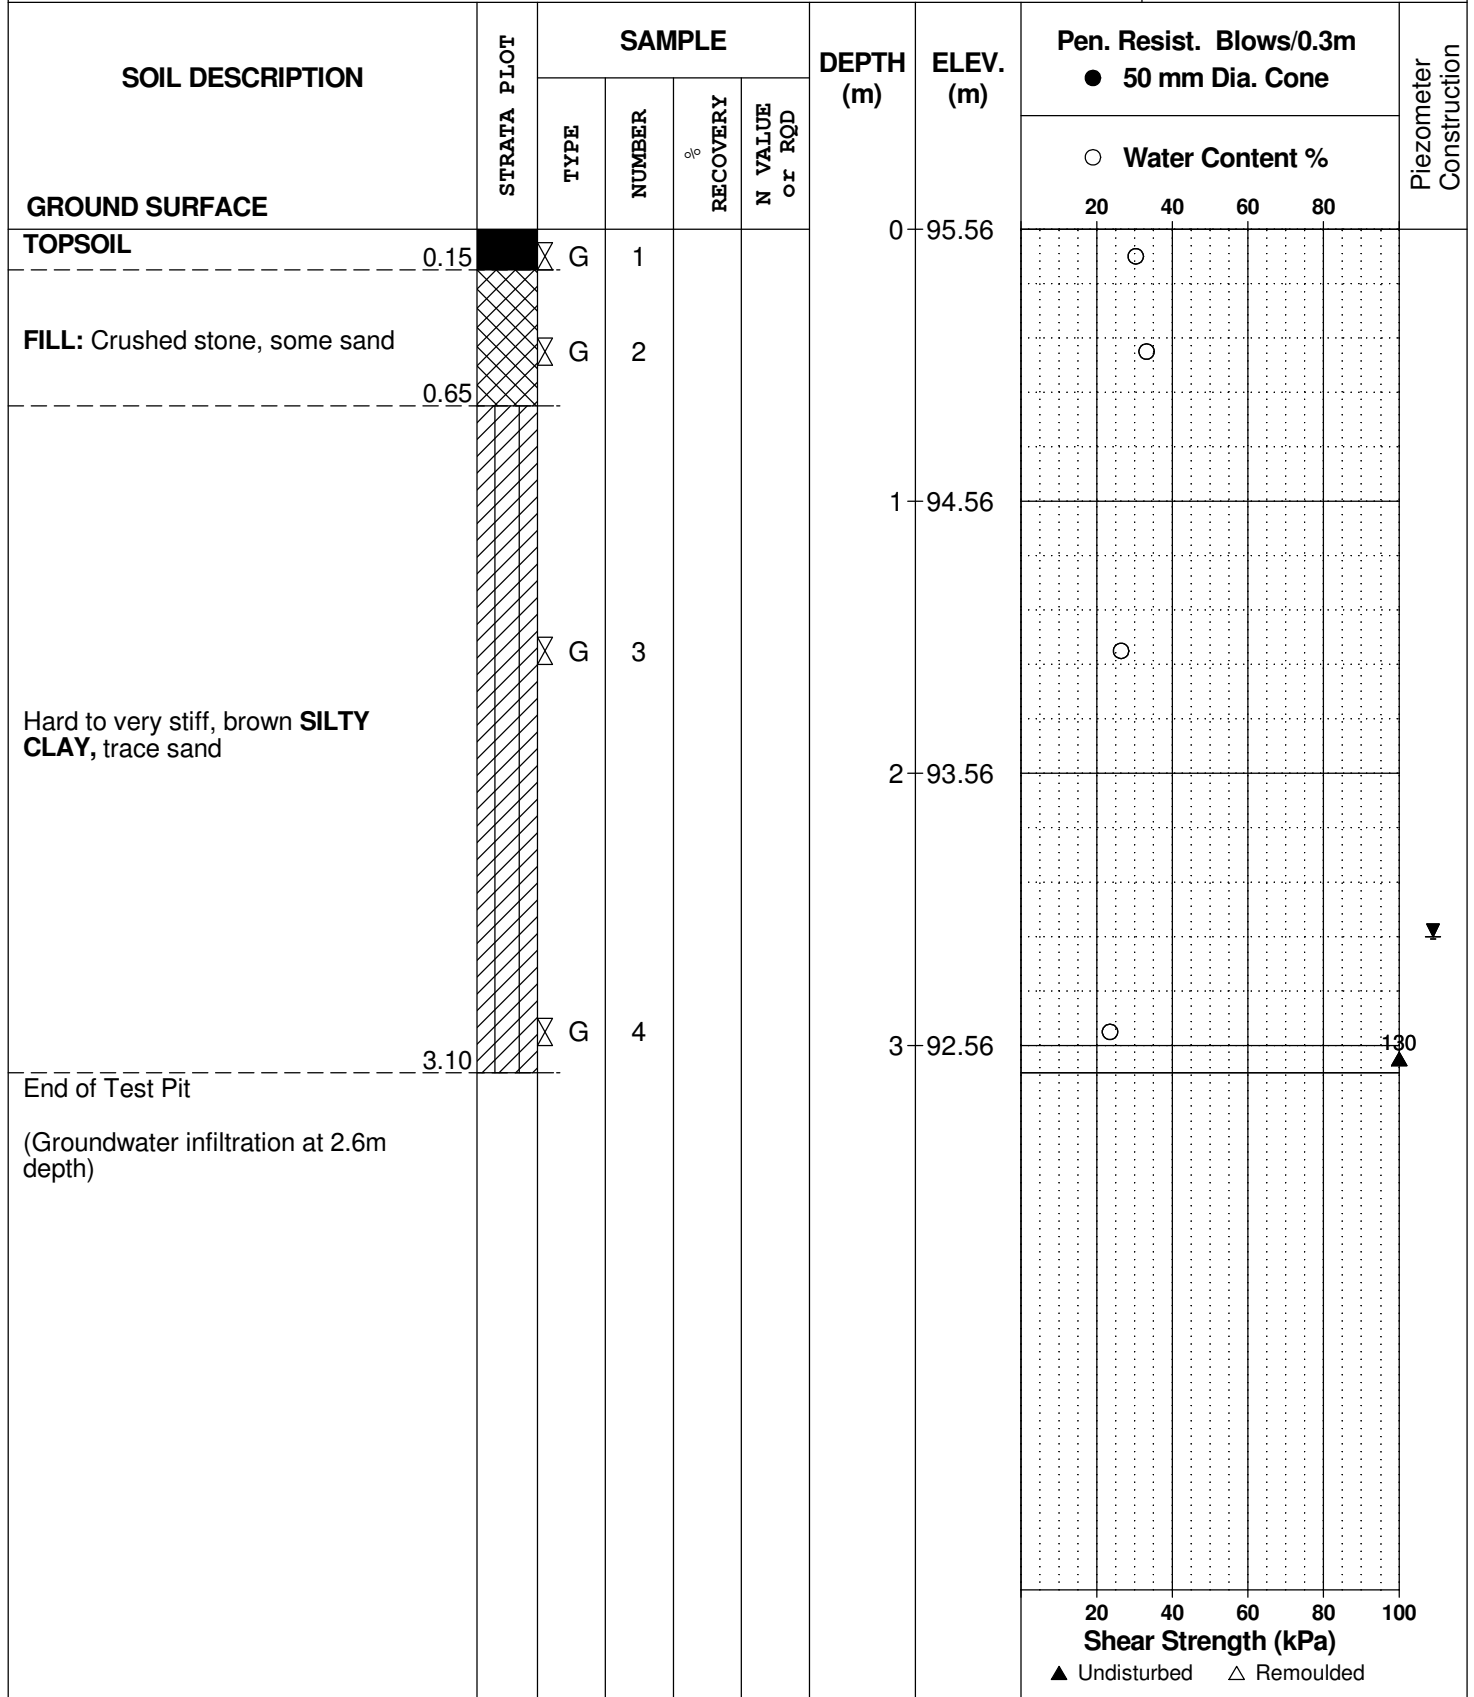 SOIL DESCRIPTION
GROUND SURFACE
STRATA PLOT
SAMPLE
TYPE
NUMBER
%
RECOVERY
N VALUE
or RQD
DEPTH
(m)
ELEV.
(m)
Pen. Resist. Blows/0.3m
● 50 mm Dia. Cone
○ Water Content %
20 40 60 80
Piezometer
Construction
TOPSOIL
0.15
G 1
0 95.56
FILL: Crushed stone, some sand
G 2
0.65
1 94.56
G 3
Hard to very stiff, brown SILTY
CLAY, trace sand
2 93.56
G 4
3 92.56
130
3.10
End of Test Pit
(Groundwater infiltration at 2.6m
depth)
20 40 60 80 100
Shear Strength (kPa)
▲ Undisturbed △ Remoulded